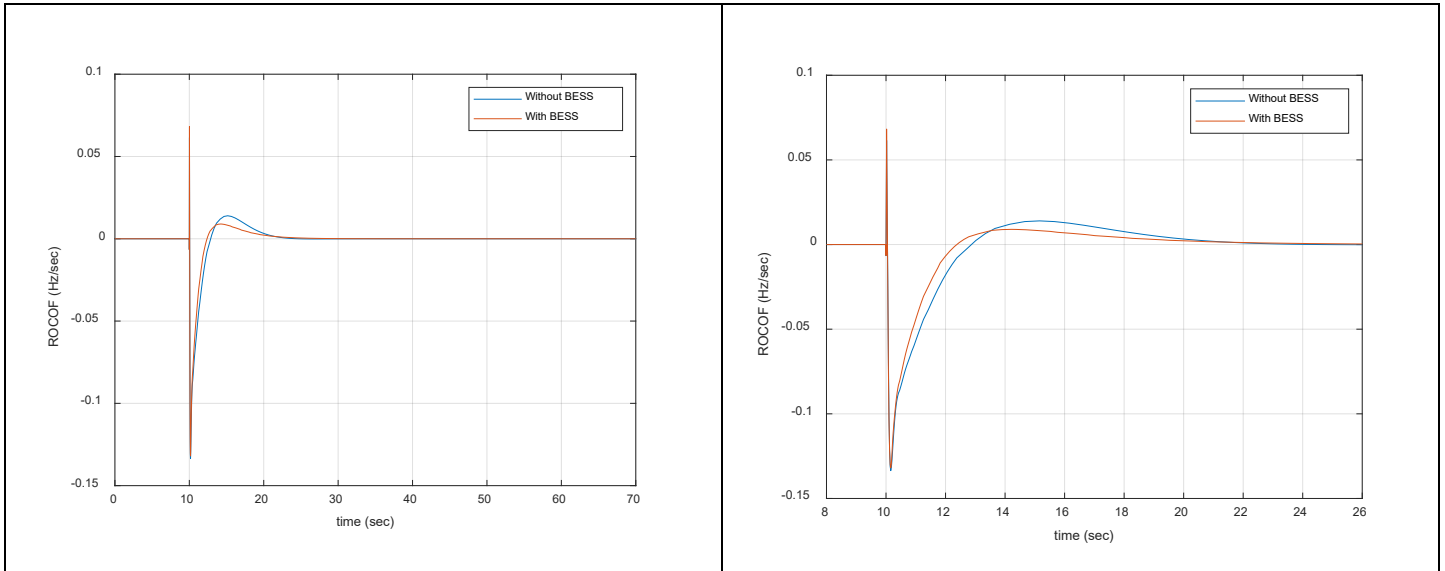 0.1
Without BESS
With BESS
0.05
0
-0.05
-0.1
-0.15
ROCOF (Hz/sec)
0 10 20 30 40 50 60 70
time (sec)
0.1
Without BESS
With BESS
0.05
0
-0.05
-0.1
-0.15
ROCOF (Hz/sec)
8 10 12 14 16 18 20 22 24 26
time (sec)